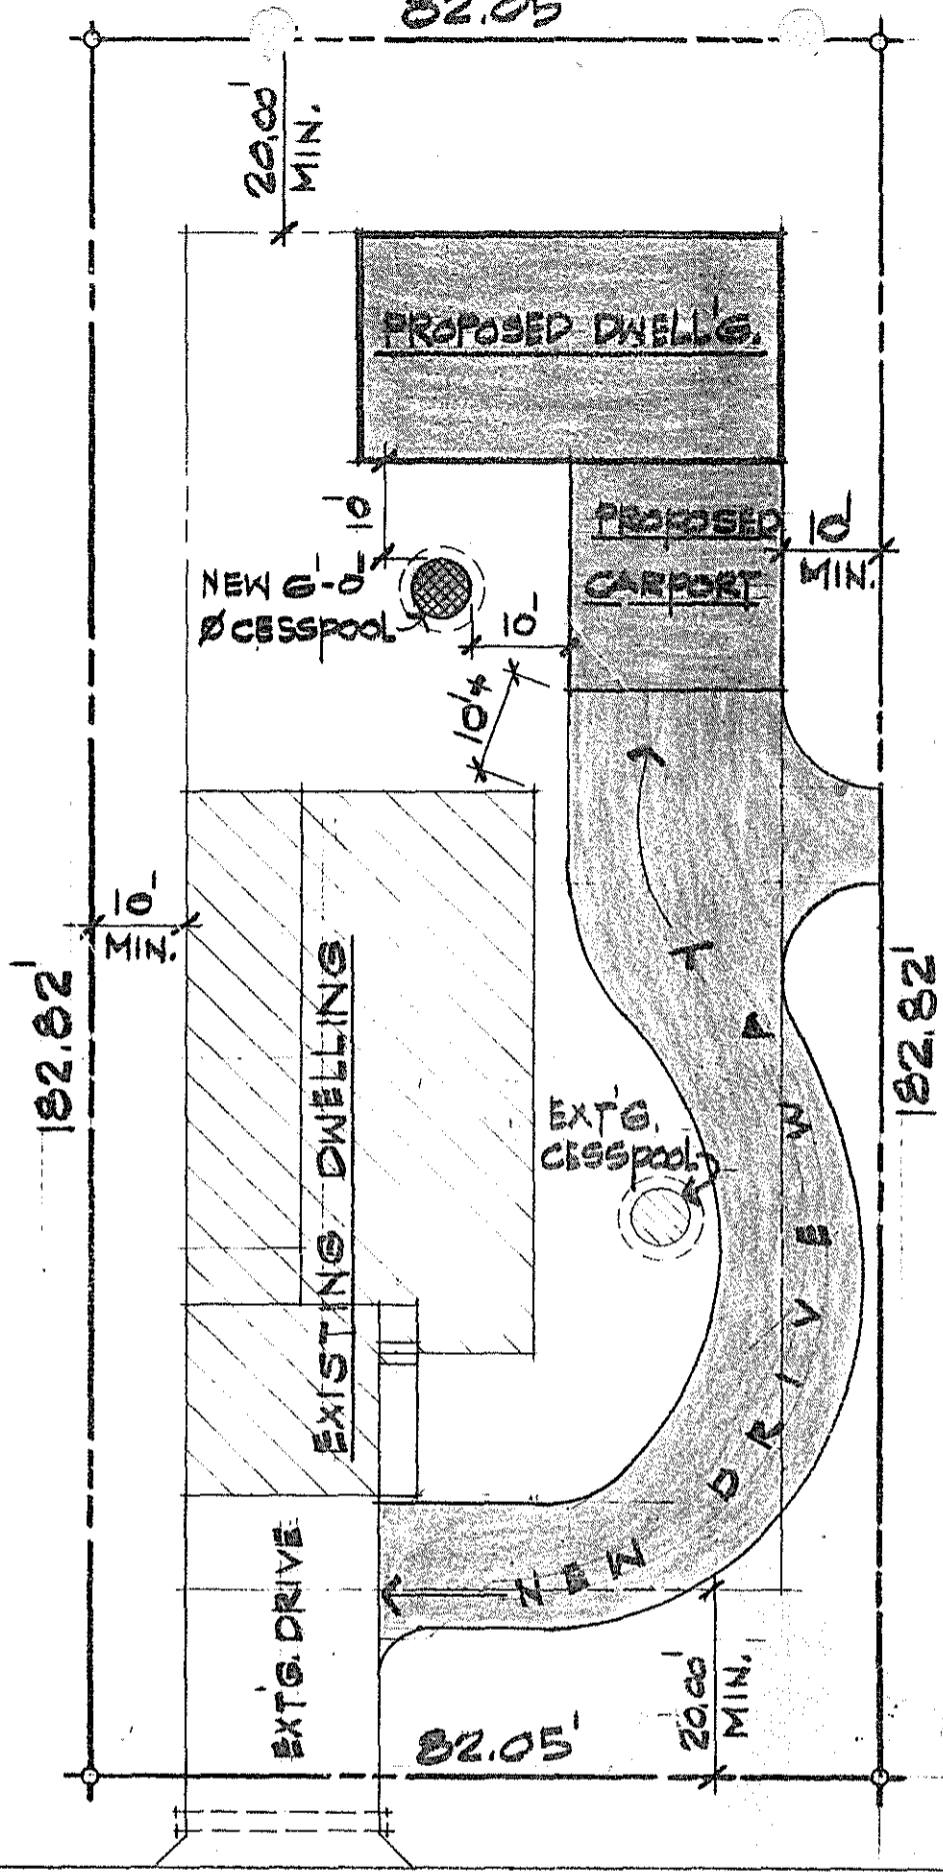 82.05'
20.00'
MIN.
PROPOSED DWELL'G.
10'
PROPOSED
CARPORT
10'
MIN.
NEW 6'-0"
Ø CESSPOOL
10'
10'±
10'
MIN.
182.82'
182.82'
EXISTING DWELLING
EXT'G.
CESSPOOL
NEW DRIVEWAY
EXT'G. DRIVE
20.00'
MIN.
82.05'